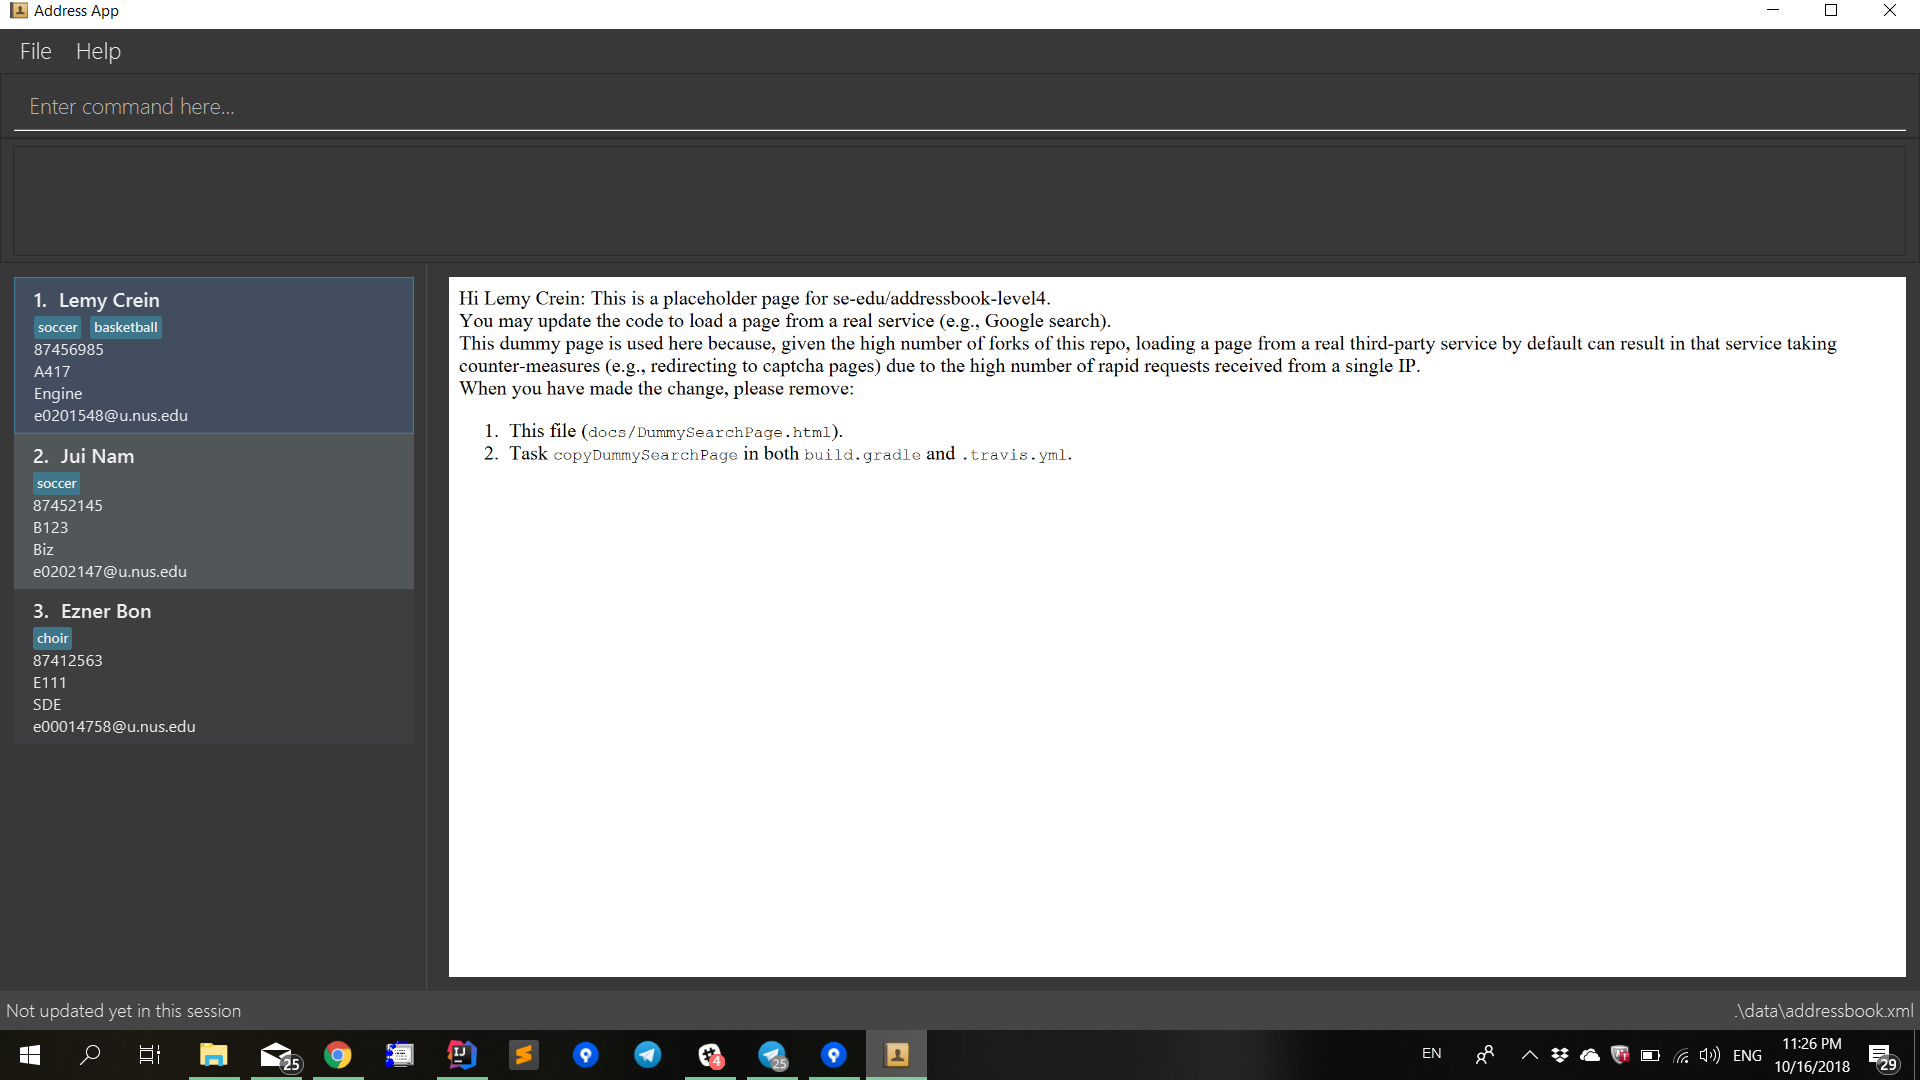 Address App
File Help
Enter command here...
1. Lemy Crein
soccer basketball
87456985
A417
Engine
e0201548@u.nus.edu
2. Jui Nam
soccer
87452145
B123
Biz
e0202147@u.nus.edu
3. Ezner Bon
choir
87412563
E111
SDE
e00014758@u.nus.edu
Hi Lemy Crein: This is a placeholder page for se-edu/addressbook-level4.
You may update the code to load a page from a real service (e.g., Google search).
This dummy page is used here because, given the high number of forks of this repo, loading a page from a real third-party service by default can result in that service taking
counter-measures (e.g., redirecting to captcha pages) due to the high number of rapid requests received from a single IP.
When you have made the change, please remove:
1. This file (docs/DummySearchPage.html).
2. Task copyDummySearchPage in both build.gradle and .travis.yml.
Not updated yet in this session
.\data\addressbook.xml
25
IJ
4
25
EN
ENG
11:26 PM
10/16/2018
29